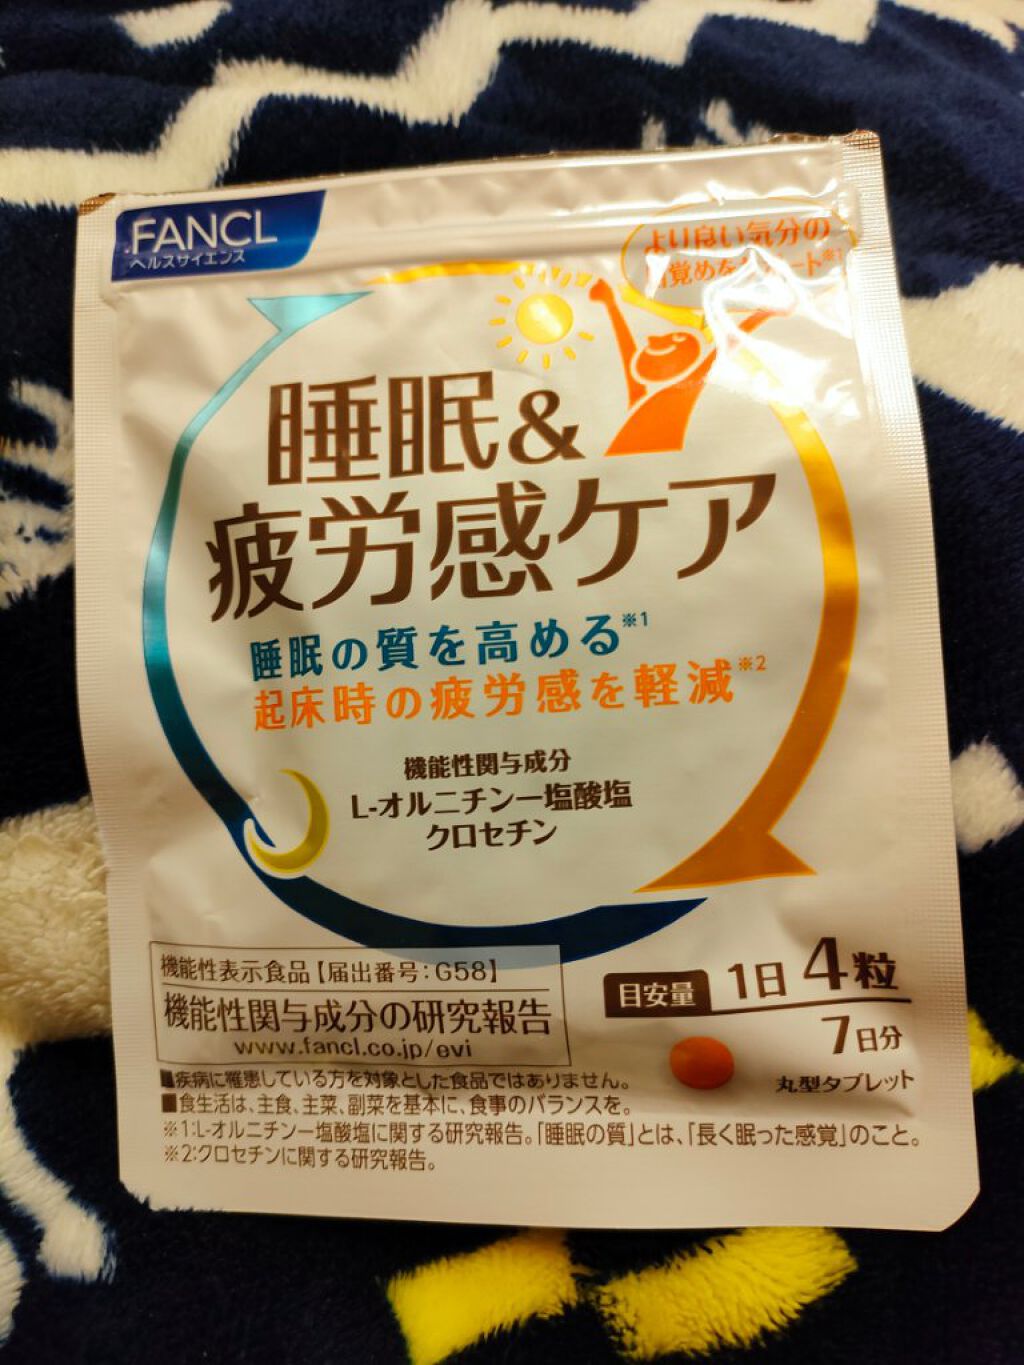 FANCL
ヘルスサイエンス
より良い気分の
覚めを ート※1
睡眠&
疲労感ケア
睡眠の質を高める※1
起床時の疲労感を軽減※2
機能性関与成分
L-オルニチン一塩酸塩
クロセチン
機能性表示食品【届出番号:G58】
機能性関与成分の研究報告
www.fancl.co.jp/evi
目安量 1日4粒
7日分
丸型タブレット
■疾病に罹患している方を対象とした食品ではありません。
■食生活は、主食、主菜、副菜を基本に、食事のバランスを。
※1:L-オルニチン一塩酸塩に関する研究報告。「睡眠の質」とは、「長く眠った感覚」のこと。
※2:クロセチンに関する研究報告。